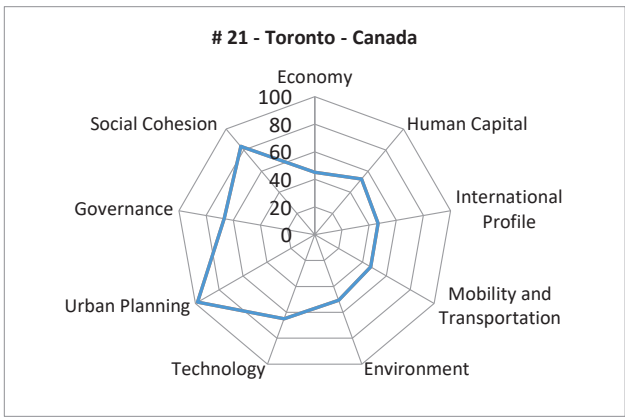 # 21 - Toronto - Canada
Economy
100
80
60
40
20
0
Human Capital
International
Profile
Mobility and
Transportation
Environment
Technology
Urban Planning
Governance
Social Cohesion